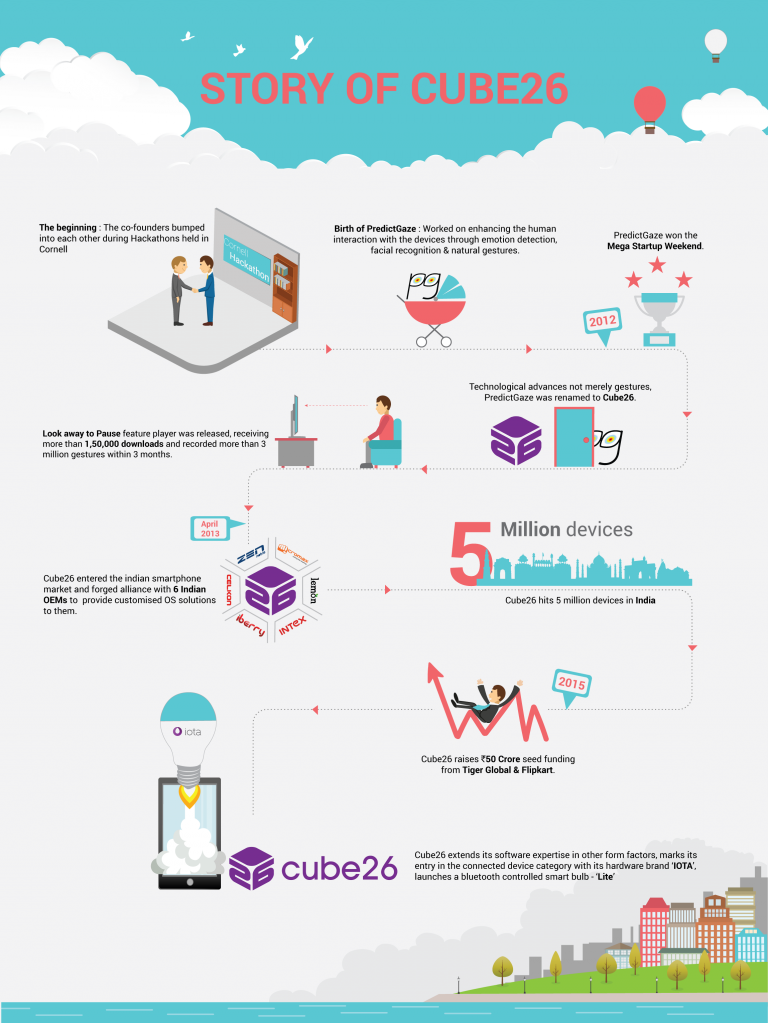 STORY OF CUBE26
The beginning : The co-founders bumped
into each other during Hackathons held in
Cornell
Cornell
Hackathon
Birth of PredictGaze : Worked on enhancing the human
interaction with the devices through emotion detection,
facial recognition & natural gestures.
pg
PredictGaze won the
Mega Startup Weekend.
2012
Technological advances not merely gestures,
PredictGaze was renamed to Cube26.
26
pg
Look away to Pause feature player was released, receiving
more than 1,50,000 downloads and recorded more than 3
million gestures within 3 months.
April
2013
Cube26 entered the indian smartphone
market and forged alliance with 6 Indian
OEMs to provide customised OS solutions
to them.
ZEN
micromax
CELKON
26
lemon
iberry
INTEX
5 Million devices
Cube26 hits 5 million devices in India
2015
Cube26 raises ₹50 Crore seed funding
from Tiger Global & Flipkart.
iota
26
cube26
Cube26 extends its software expertise in other form factors, marks its
entry in the connected device category with its hardware brand 'IOTA',
launches a bluetooth controlled smart bulb - 'Lite'